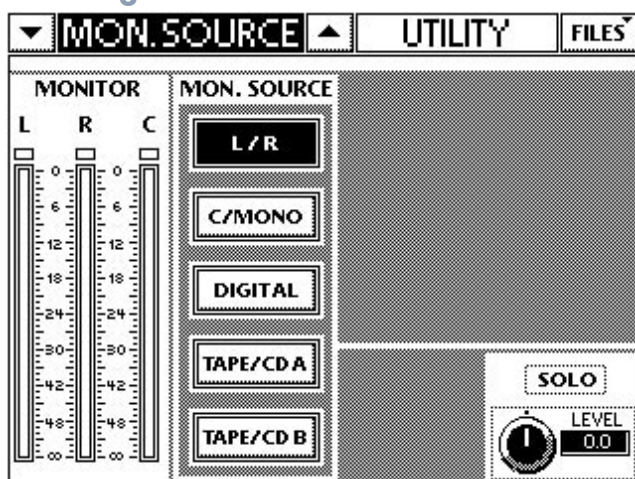 MON.SOURCE UTILITY FILES
MONITOR
L R C
0 0
6 6
12 12
18 18
24 24
30 30
42 42
48 48
∞ ∞
MON. SOURCE
L/R
C/MONO
DIGITAL
TAPE/CD A
TAPE/CD B
SOLO
LEVEL
0.0